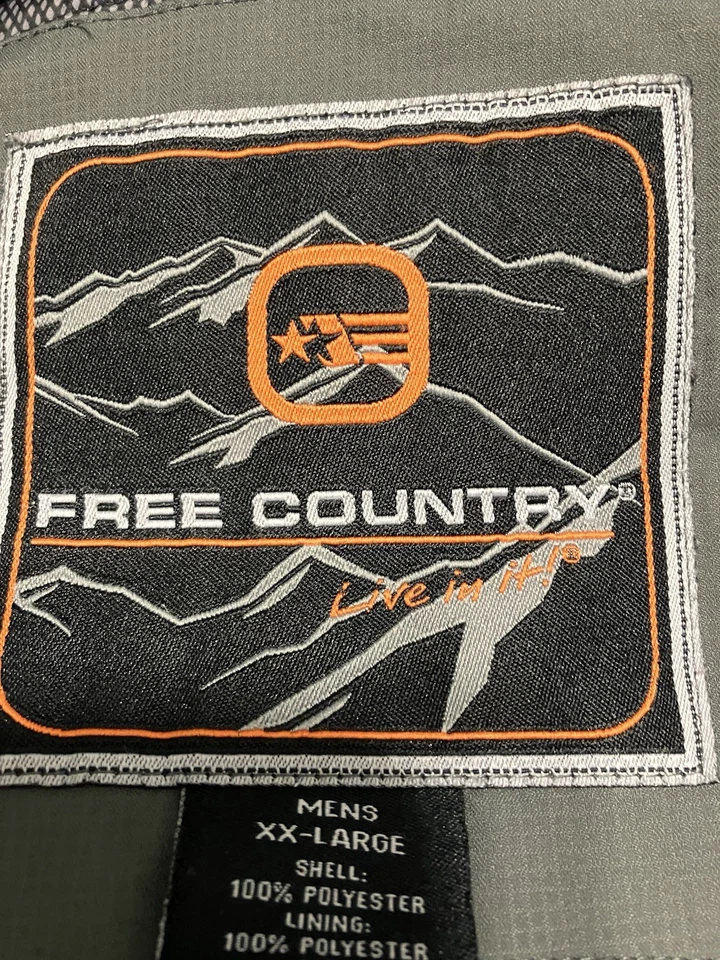 FREE COUNTRY®
Live in it!®
MENS
XX-LARGE
SHELL:
100% POLYESTER
LINING:
100% POLYESTER